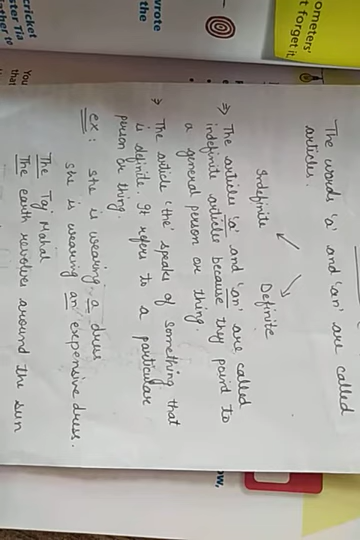 The words 'a' and 'an' are called
articles.
Indefinite Definite
⇒ The articles 'a' and 'an' are called
indefinite articles because they point to
a general person or thing.
⇒ The article 'the' speaks of something that
is definite. It refers to a particular
person or thing.
ex: she is wearing a dress
she is wearing an expensive dress.
The Taj Mahal
The earth revolves around the sun
ometers'
t forget it
wrote
the
cricket
You
that
ow,